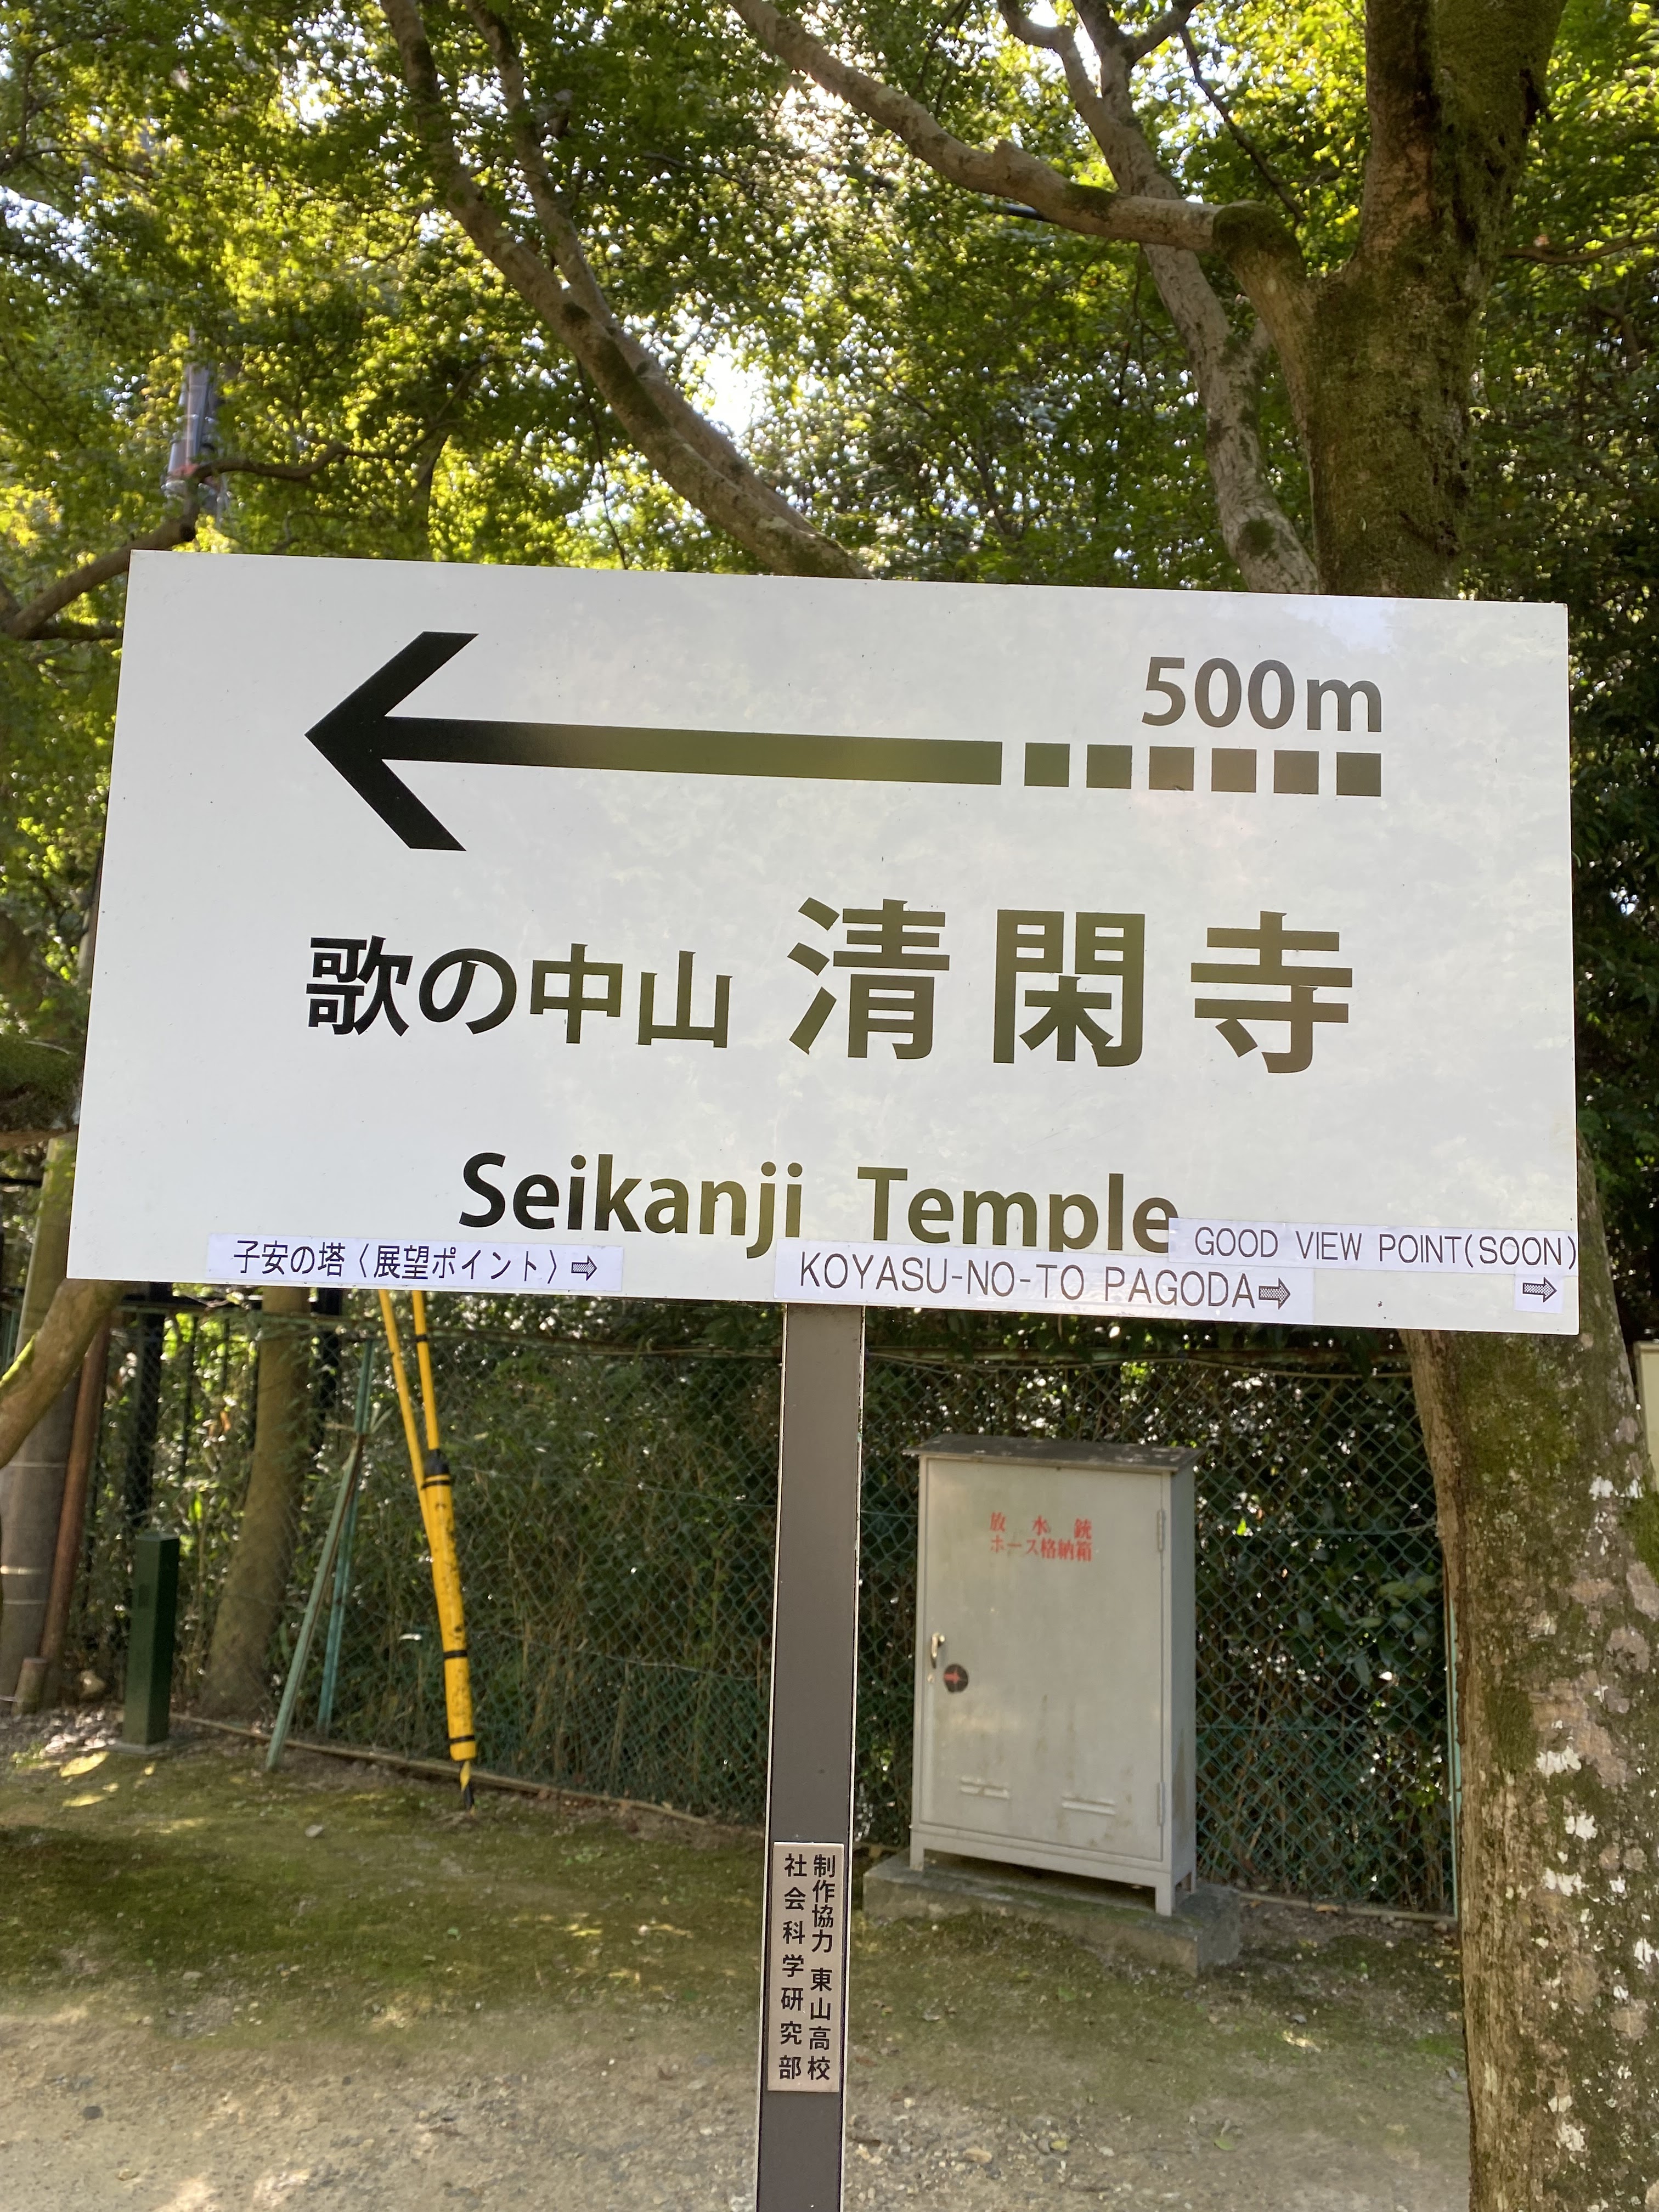 500m
歌の中山 清閑寺
Seikanji Temple
子安の塔〈展望ポイント〉⇨
KOYASU-NO-TO PAGODA⇨
GOOD VIEW POINT(SOON)
⇨
放水銃
ホース格納箱
制作協力 東山高校
社会科学研究部